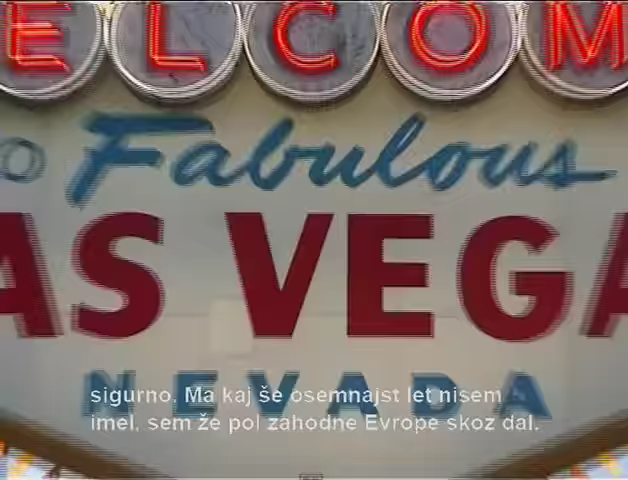 ELCOM
O Fabulous
AS VEGA
NEVADA
sigurno. Ma kaj še osemnajst let nisem
imel, sem že pol zahodne Evrope skoz dal.